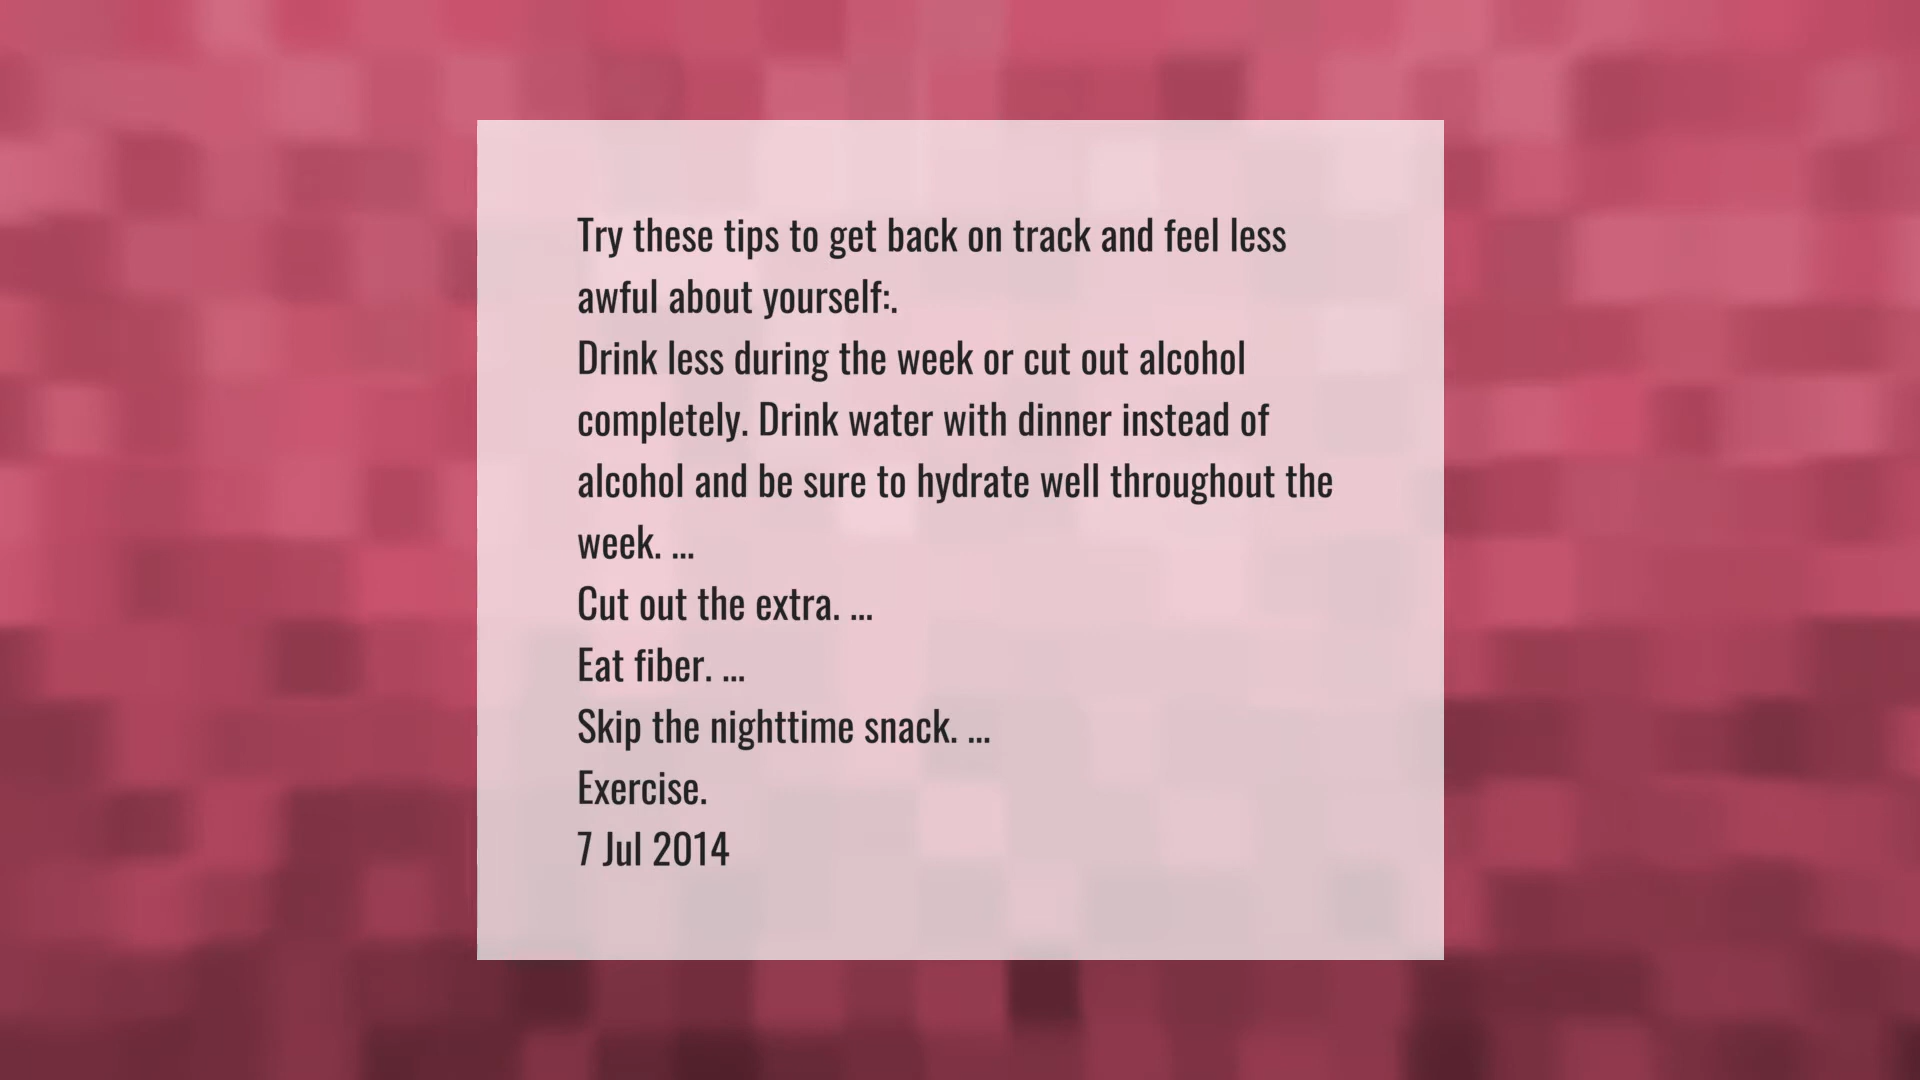 Try these tips to get back on track and feel less
awful about yourself:.
Drink less during the week or cut out alcohol
completely. Drink water with dinner instead of
alcohol and be sure to hydrate well throughout the
week. ...
Cut out the extra. ...
Eat fiber. ...
Skip the nighttime snack. ...
Exercise.
7 Jul 2014